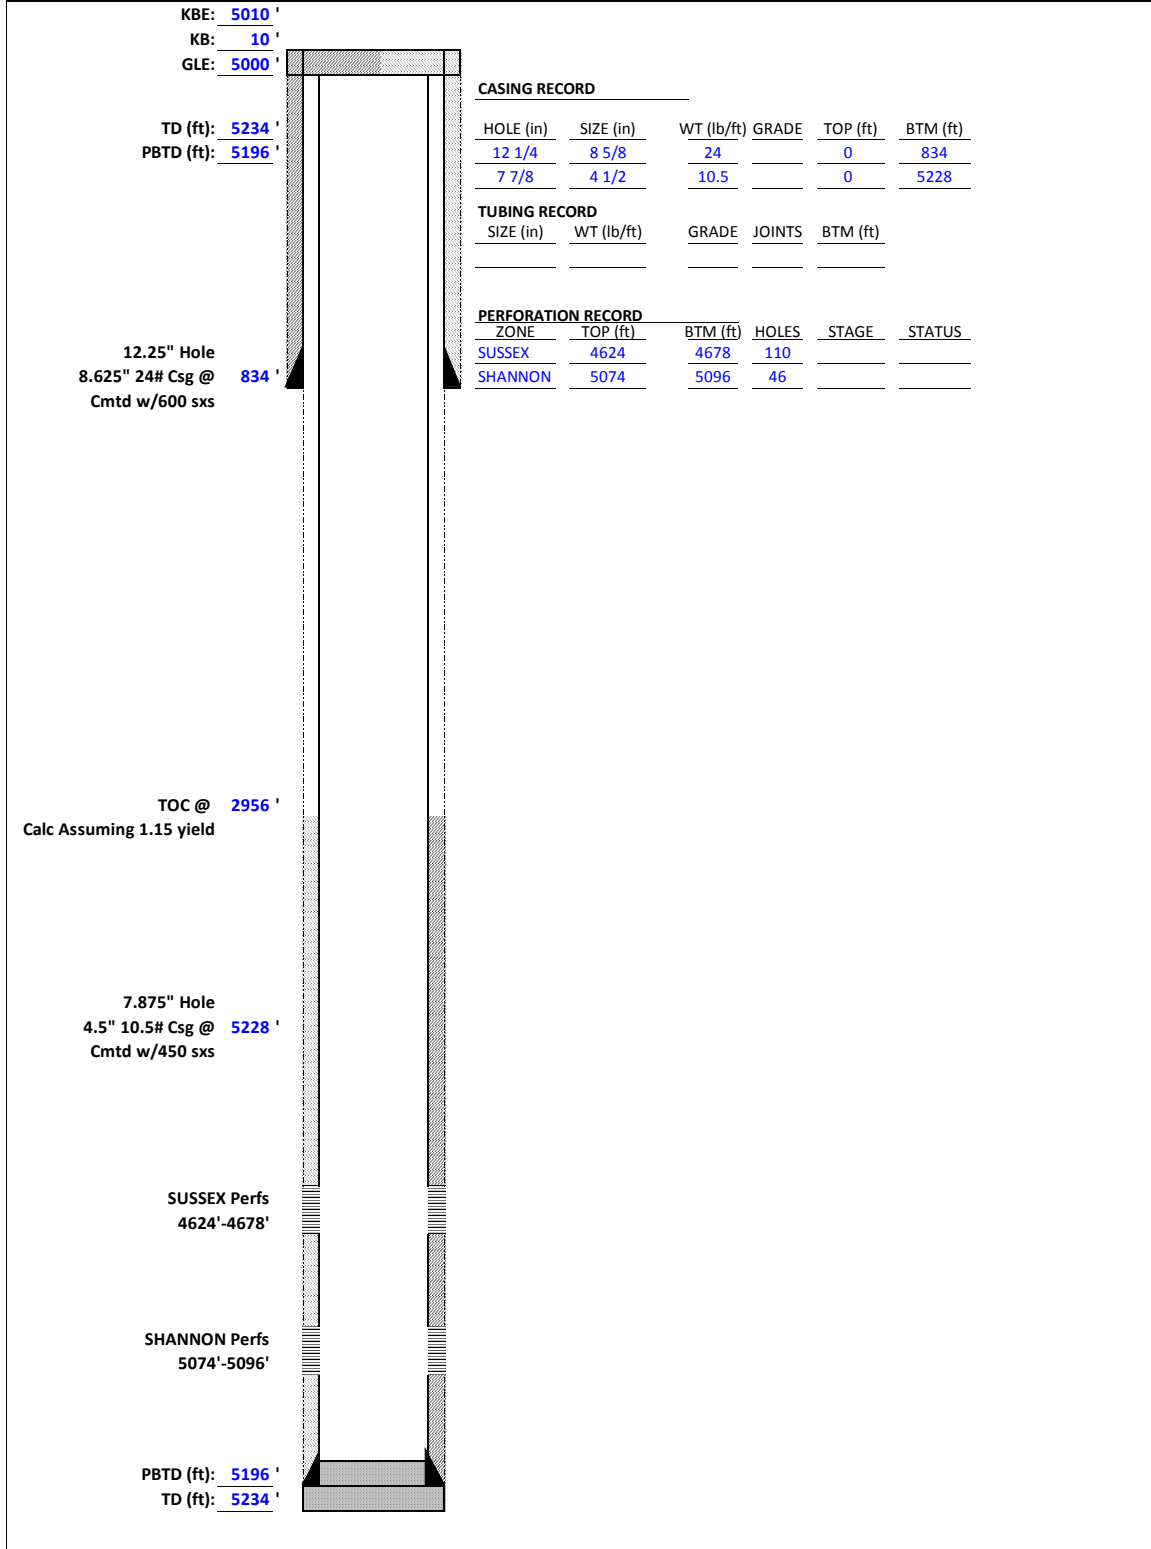 KBE: 5010 '
KB: 10 '
GLE: 5000 '
CASING RECORD
TD (ft): 5234 '
HOLE (in) SIZE (in) WT (lb/ft) GRADE TOP (ft) BTM (ft)
PBTD (ft): 5196 '
12 1/4 8 5/8 24 0 834
7 7/8 4 1/2 10.5 0 5228
TUBING RECORD
SIZE (in) WT (lb/ft) GRADE JOINTS BTM (ft)
PERFORATION RECORD
ZONE TOP (ft) BTM (ft) HOLES STAGE STATUS
12.25" Hole
SUSSEX 4624 4678 110
8.625" 24# Csg @ 834 '
SHANNON 5074 5096 46
Cmtd w/600 sxs
TOC @ 2956 '
Calc Assuming 1.15 yield
7.875" Hole
4.5" 10.5# Csg @ 5228 '
Cmtd w/450 sxs
SUSSEX Perfs
4624'-4678'
SHANNON Perfs
5074'-5096'
PBTD (ft): 5196 '
TD (ft): 5234 '